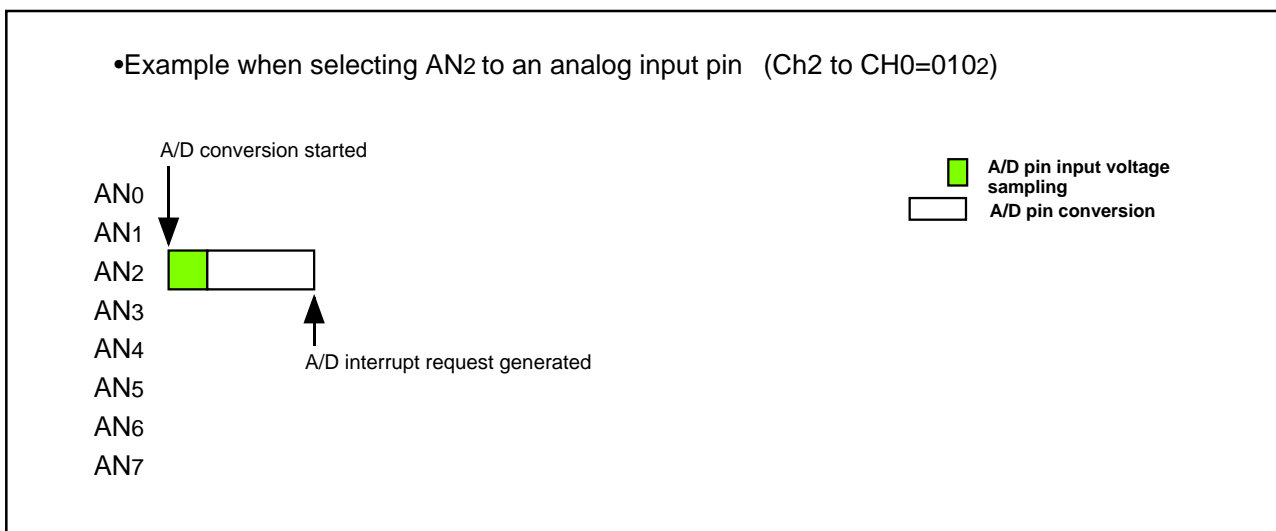 •Example when selecting AN2 to an analog input pin (Ch2 to CH0=0102)
A/D conversion started
A/D pin input voltage
sampling
A/D pin conversion
AN0
AN1
AN2
AN3
AN4
A/D interrupt request generated
AN5
AN6
AN7